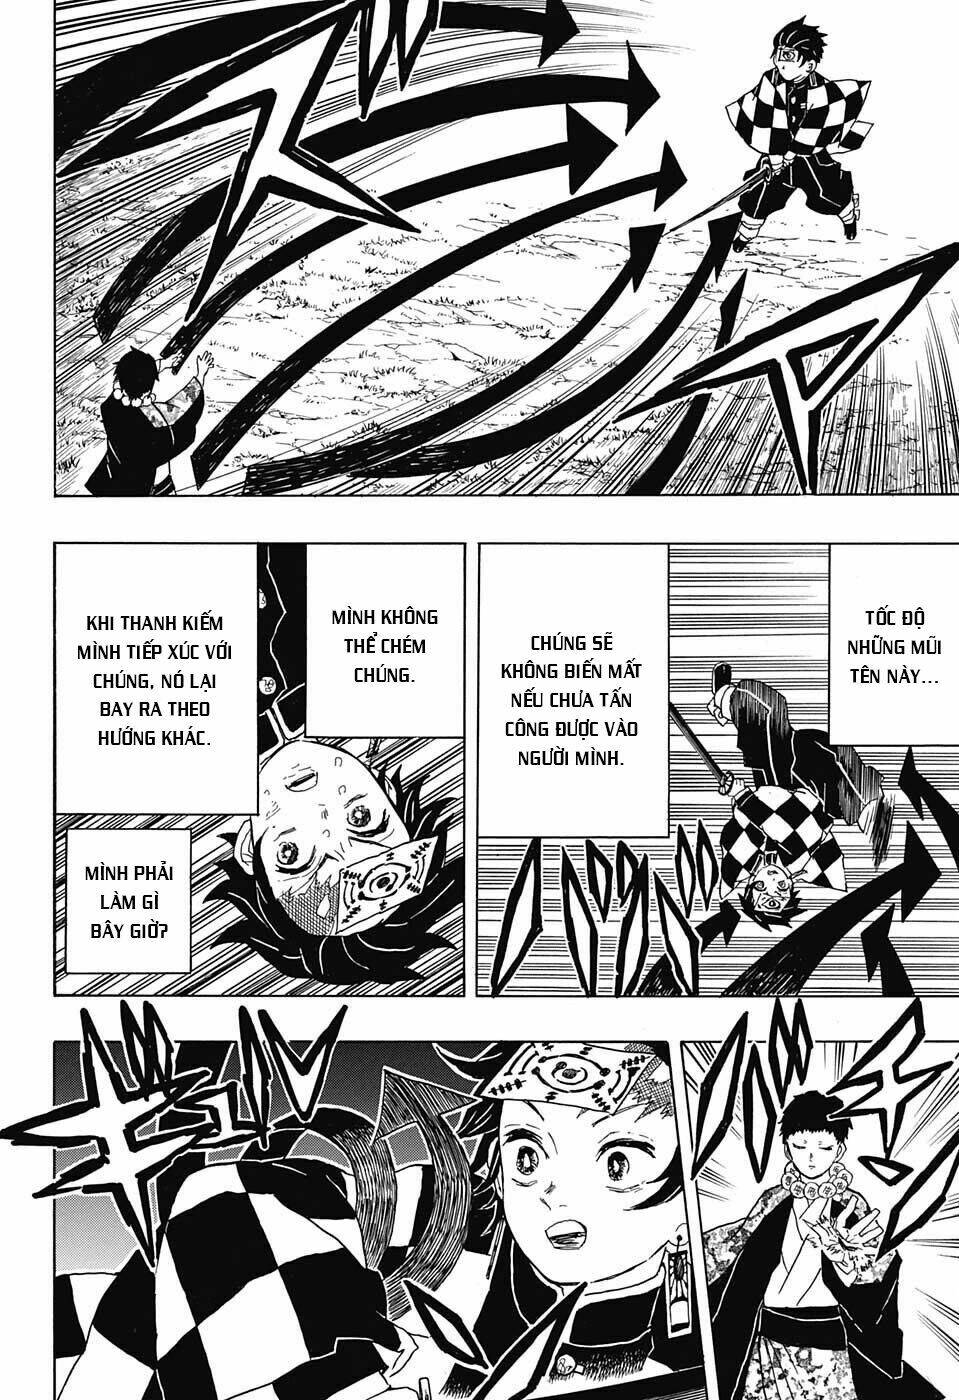 TỐC ĐỘ
NHỮNG MŨI
TÊN NÀY...
CHÚNG SẼ
KHÔNG BIẾN MẤT
NẾU CHƯA TẤN
CÔNG ĐƯỢC VÀO
NGƯỜI MÌNH.
MÌNH KHÔNG
THỂ CHÉM
CHÚNG.
KHI THANH KIẾM
MÌNH TIẾP XÚC VỚI
CHÚNG, NÓ LẠI
BAY RA THEO
HƯỚNG KHÁC.
MÌNH PHẢI
LÀM GÌ
BÂY GIỜ?